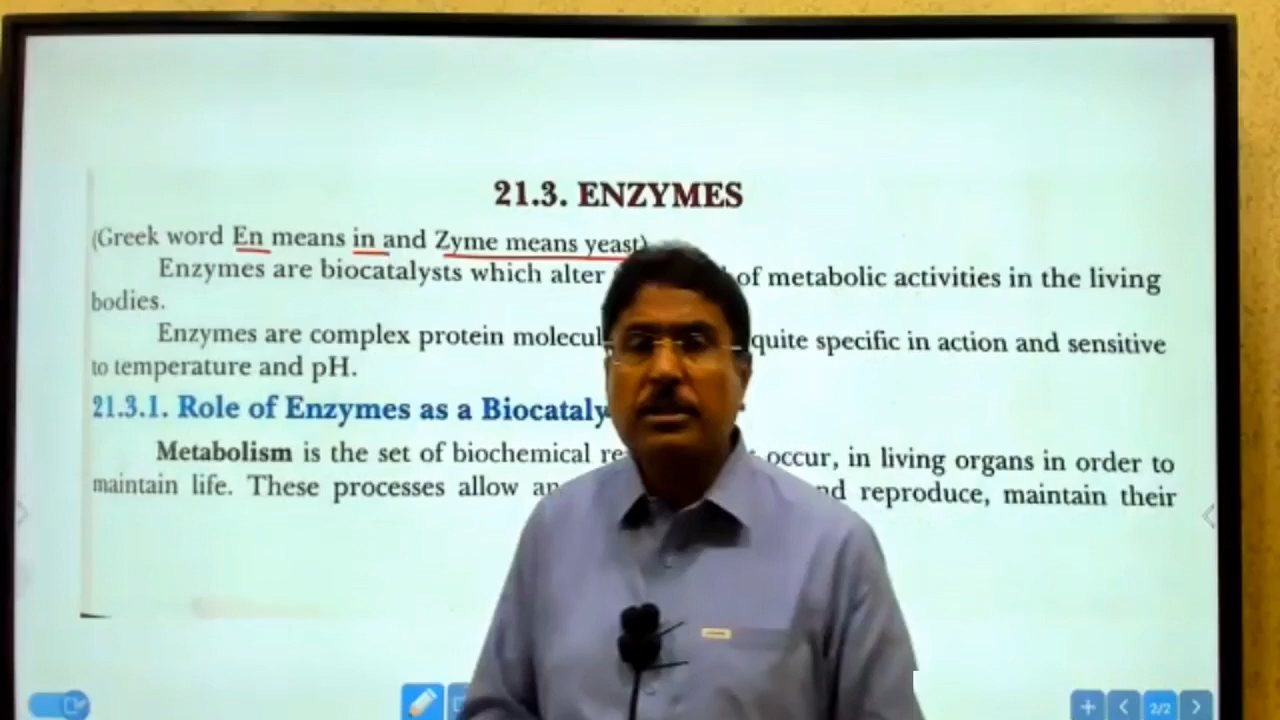 21.3. ENZYMES
(Greek word En means in and Zyme means yeast)
Enzymes are biocatalysts which alter of metabolic activities in the living
bodies.
Enzymes are complex protein molecul quite specific in action and sensitive
to temperature and pH.
21.3.1. Role of Enzymes as a Biocataly
Metabolism is the set of biochemical re occur, in living organs in order to
maintain life. These processes allow an nd reproduce, maintain their
2/2